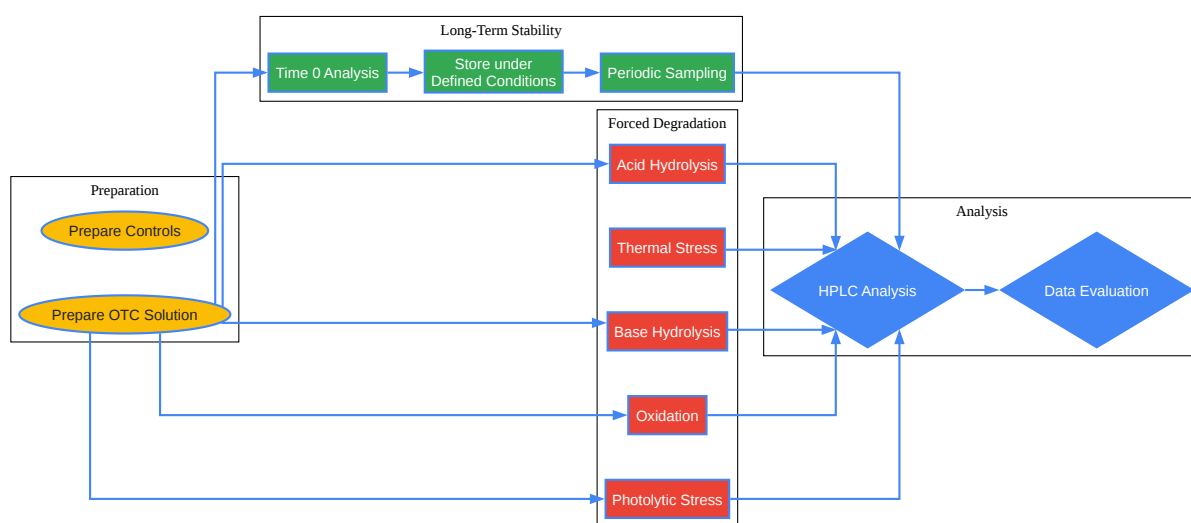 Long-Term Stability
Time 0 Analysis
Store under
Defined Conditions
Periodic Sampling
Forced Degradation
Acid Hydrolysis
Thermal Stress
Base Hydrolysis
Oxidation
Photolytic Stress
Preparation
Prepare Controls
Prepare OTC Solution
Analysis
HPLC Analysis
Data Evaluation